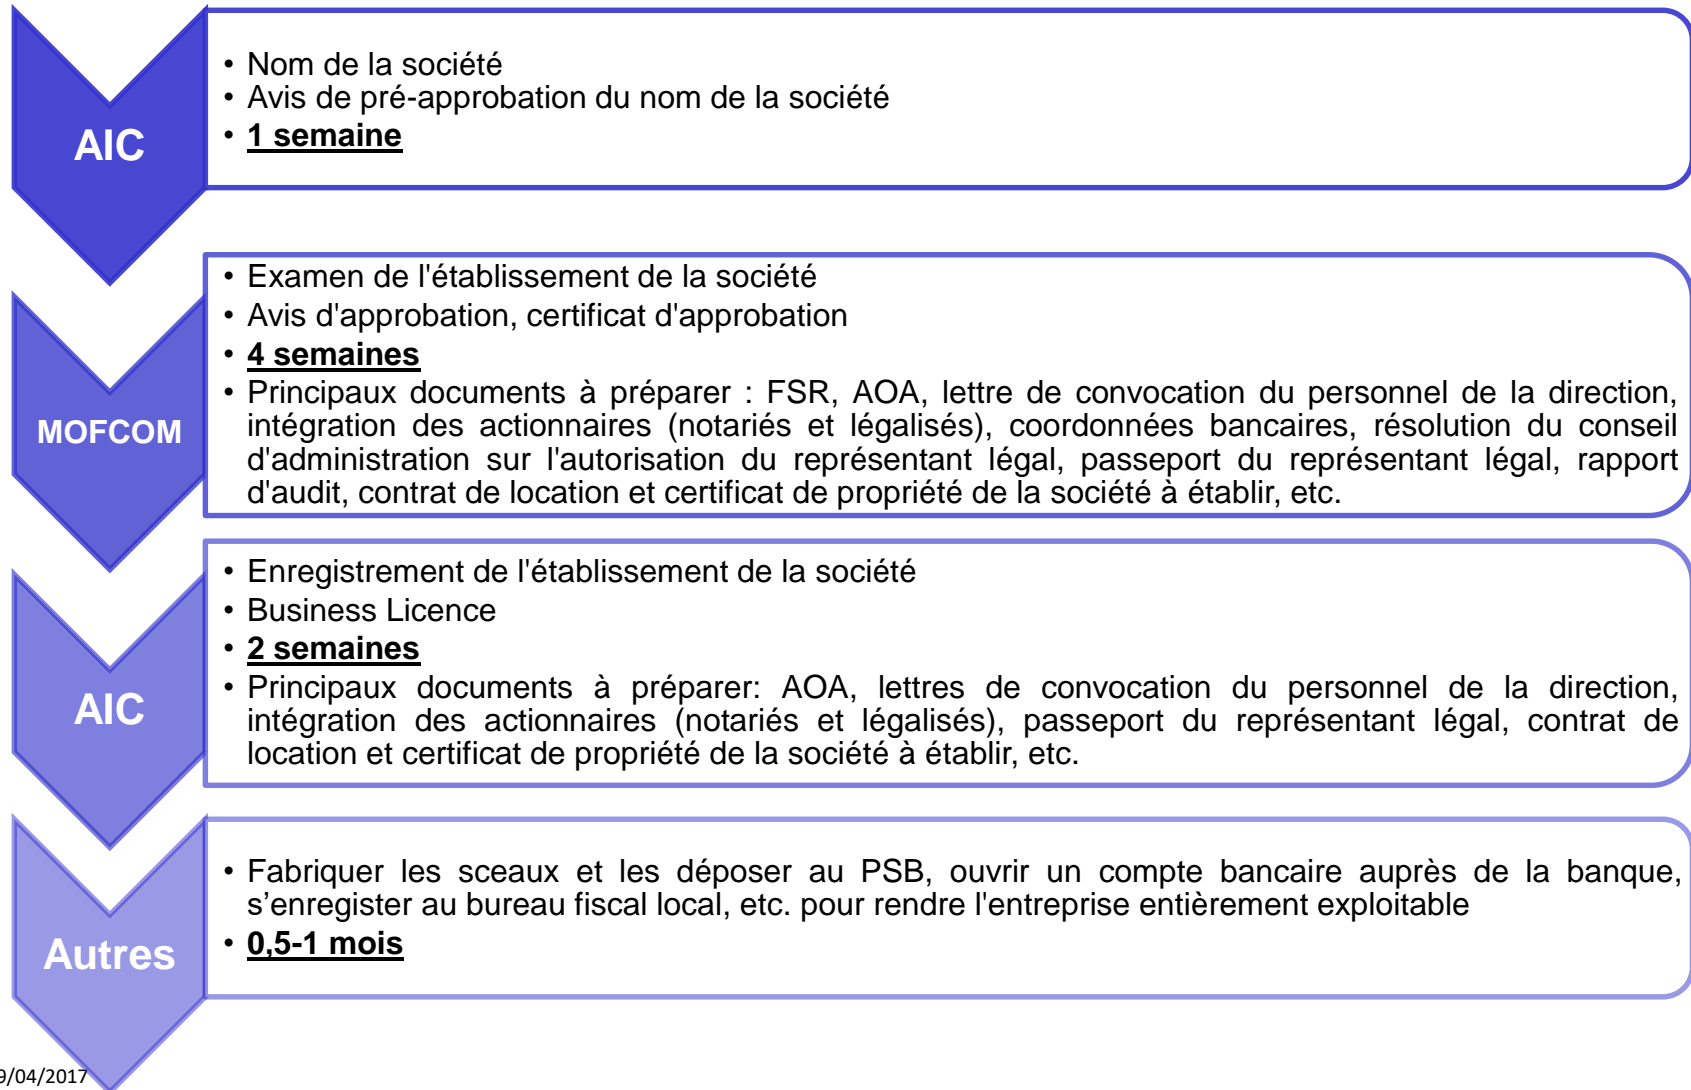 AIC
• Nom de la société
• Avis de pré-approbation du nom de la société
• 1 semaine
MOFCOM
• Examen de l'établissement de la société
• Avis d'approbation, certificat d'approbation
• 4 semaines
• Principaux documents à préparer : FSR, AOA, lettre de convocation du personnel de la direction,
intégration des actionnaires (notariés et légalisés), coordonnées bancaires, résolution du conseil
d'administration sur l'autorisation du représentant légal, passeport du représentant légal, rapport
d'audit, contrat de location et certificat de propriété de la société à établir, etc.
AIC
• Enregistrement de l'établissement de la société
• Business Licence
• 2 semaines
• Principaux documents à préparer: AOA, lettres de convocation du personnel de la direction,
intégration des actionnaires (notariés et légalisés), passeport du représentant légal, contrat de
location et certificat de propriété de la société à établir, etc.
Autres
• Fabriquer les sceaux et les déposer au PSB, ouvrir un compte bancaire auprès de la banque,
s’enregister au bureau fiscal local, etc. pour rendre l'entreprise entièrement exploitable
• 0,5-1 mois
9/04/2017